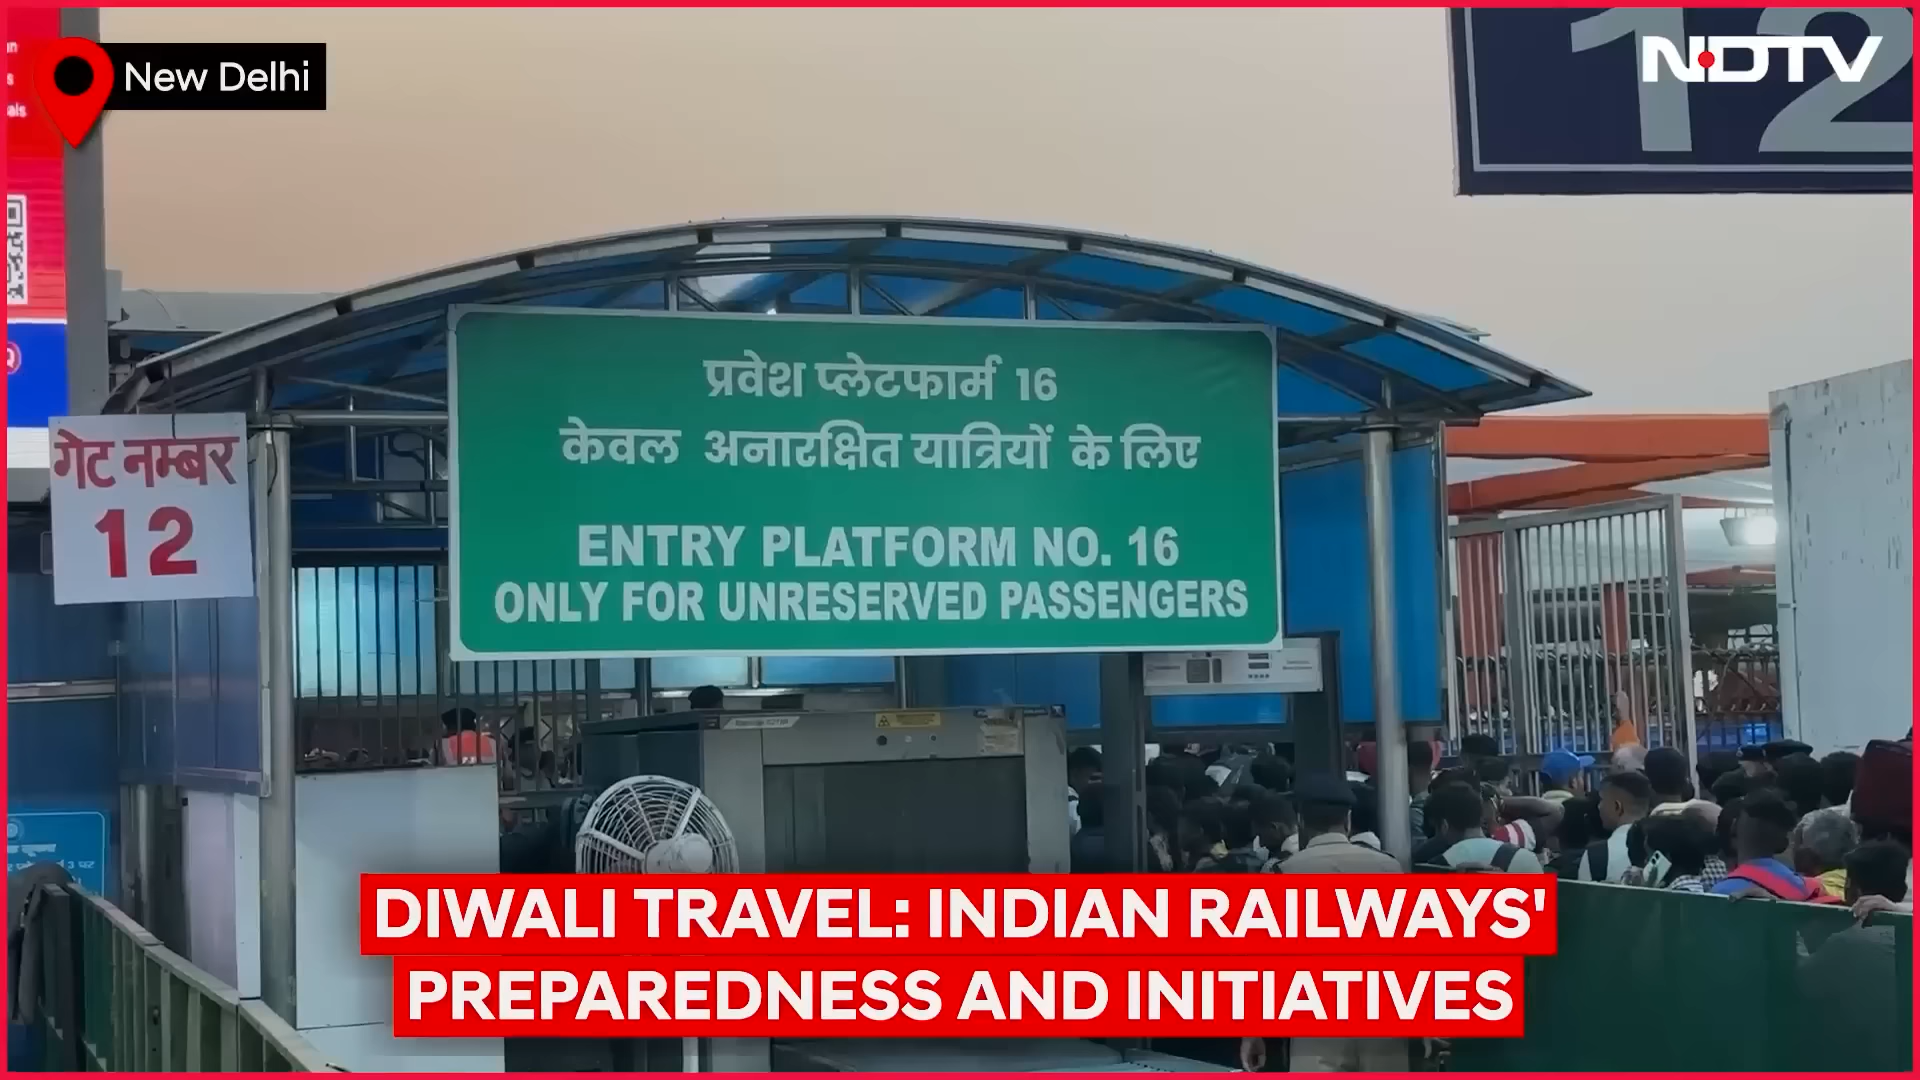 New Delhi
NDTV
12
प्रवेश प्लेटफार्म 16
केवल अनारक्षित यात्रियों के लिए
ENTRY PLATFORM NO. 16
ONLY FOR UNRESERVED PASSENGERS
गेट नम्बर
12
DIWALI TRAVEL: INDIAN RAILWAYS'
PREPAREDNESS AND INITIATIVES